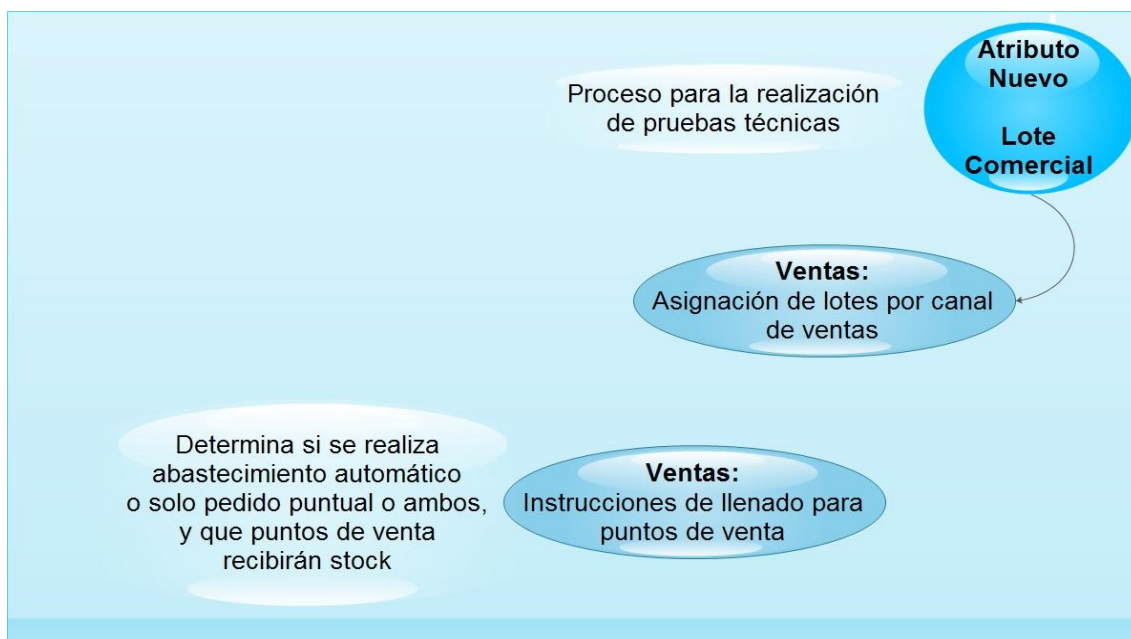 Atributo
Nuevo
Lote
Comercial
Proceso para la realización
de pruebas técnicas
Ventas:
Asignación de lotes por canal
de ventas
Determina si se realiza
abastecimiento automático
o solo pedido puntual o ambos,
y que puntos de venta
recibirán stock
Ventas:
Instrucciones de llenado para
puntos de venta